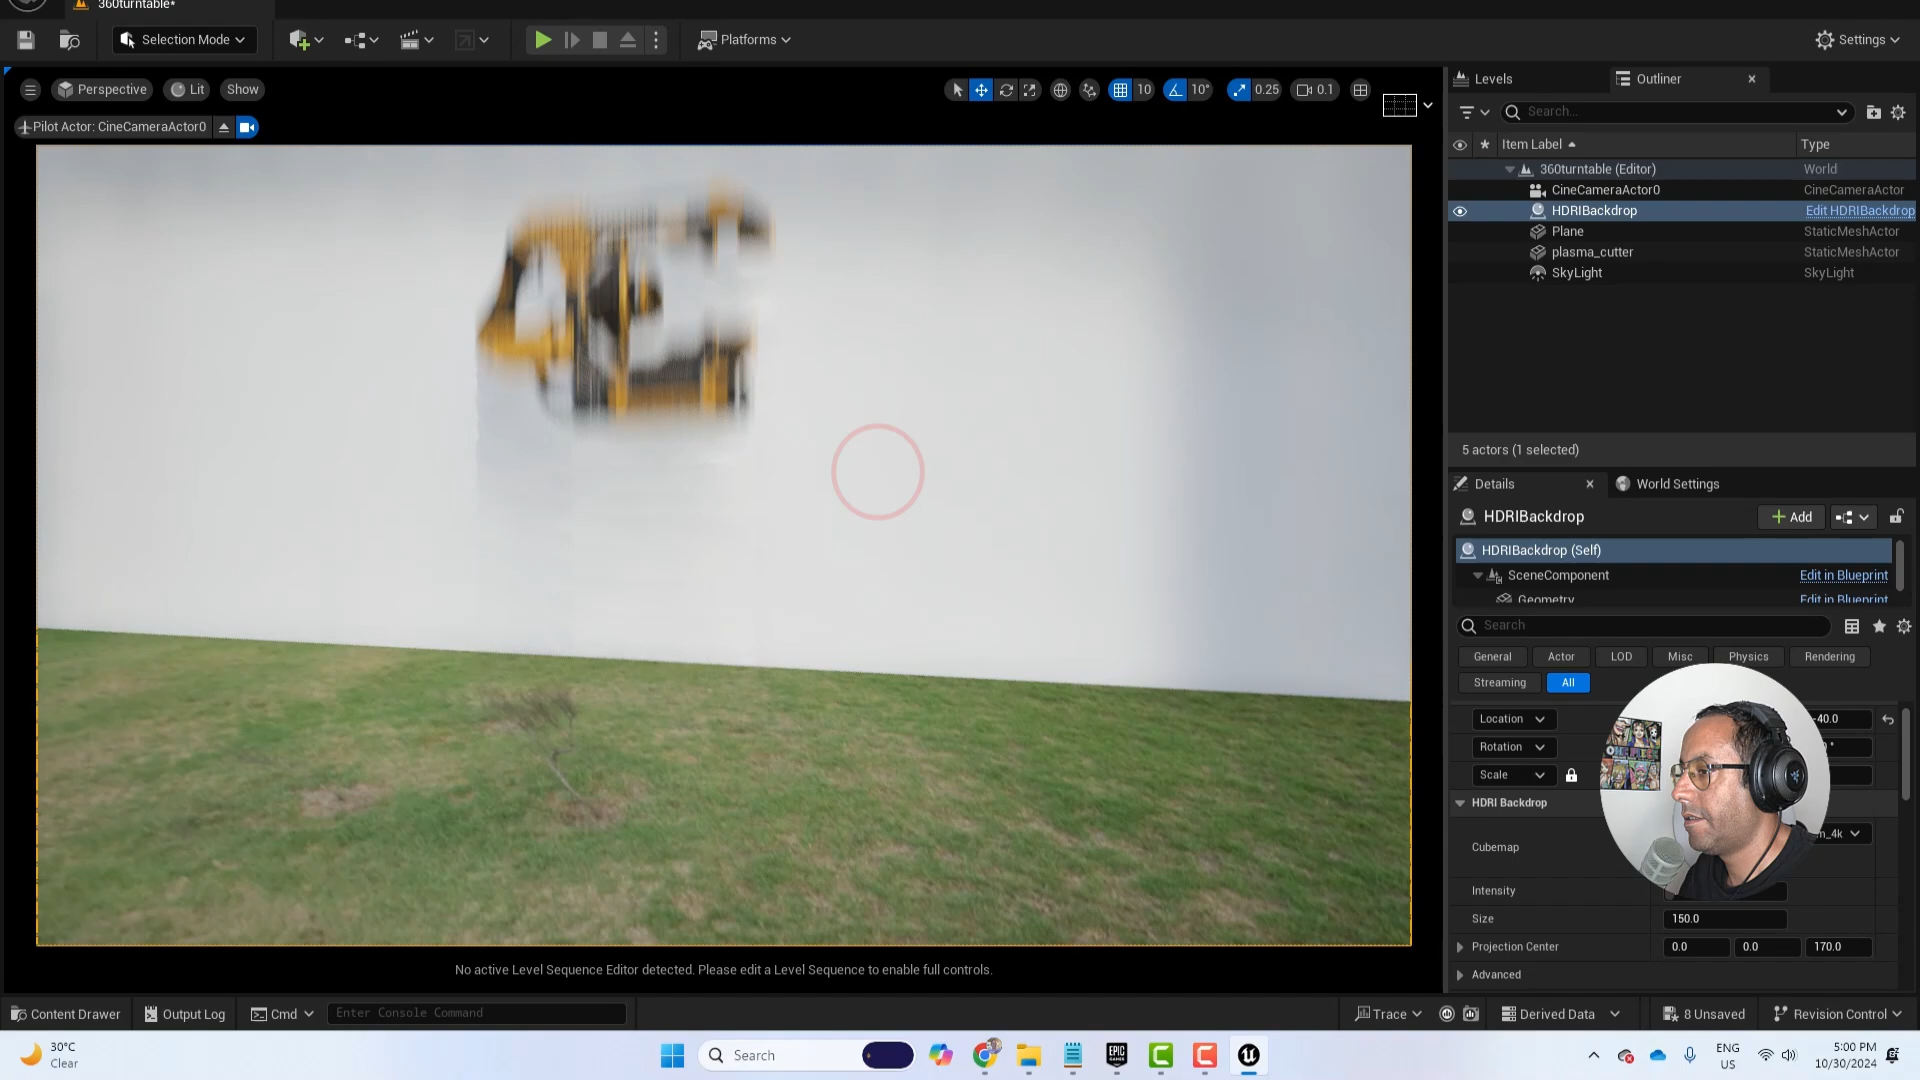 360turntable*
Selection Mode
Platforms
Settings
Perspective
Lit
Show
10
10°
0.25
0.1
Pilot Actor: CineCameraActor0
Levels
Outliner
Search...
Item Label
Type
360turntable (Editor)
World
CineCameraActor0
CineCameraActor
HDRIBackdrop
Edit HDRIBackdrop
Plane
StaticMeshActor
plasma_cutter
StaticMeshActor
SkyLight
SkyLight
5 actors (1 selected)
Details
World Settings
HDRIBackdrop
Add
HDRIBackdrop (Self)
SceneComponent
Edit in Blueprint
Geometry
Edit in Blueprint
Search
General
Actor
LOD
Misc
Physics
Rendering
Streaming
All
Location
-40.0
Rotation
Scale
HDRI Backdrop
Cubemap
_4k
Intensity
Size
150.0
Projection Center
0.0
0.0
170.0
Advanced
No active Level Sequence Editor detected. Please edit a Level Sequence to enable full controls.
Content Drawer
Output Log
Cmd
Enter Console Command
Trace
Derived Data
8 Unsaved
Revision Control
30°C
Clear
Search
EPIC
GAMES
ENG
US
5:00 PM
10/30/2024